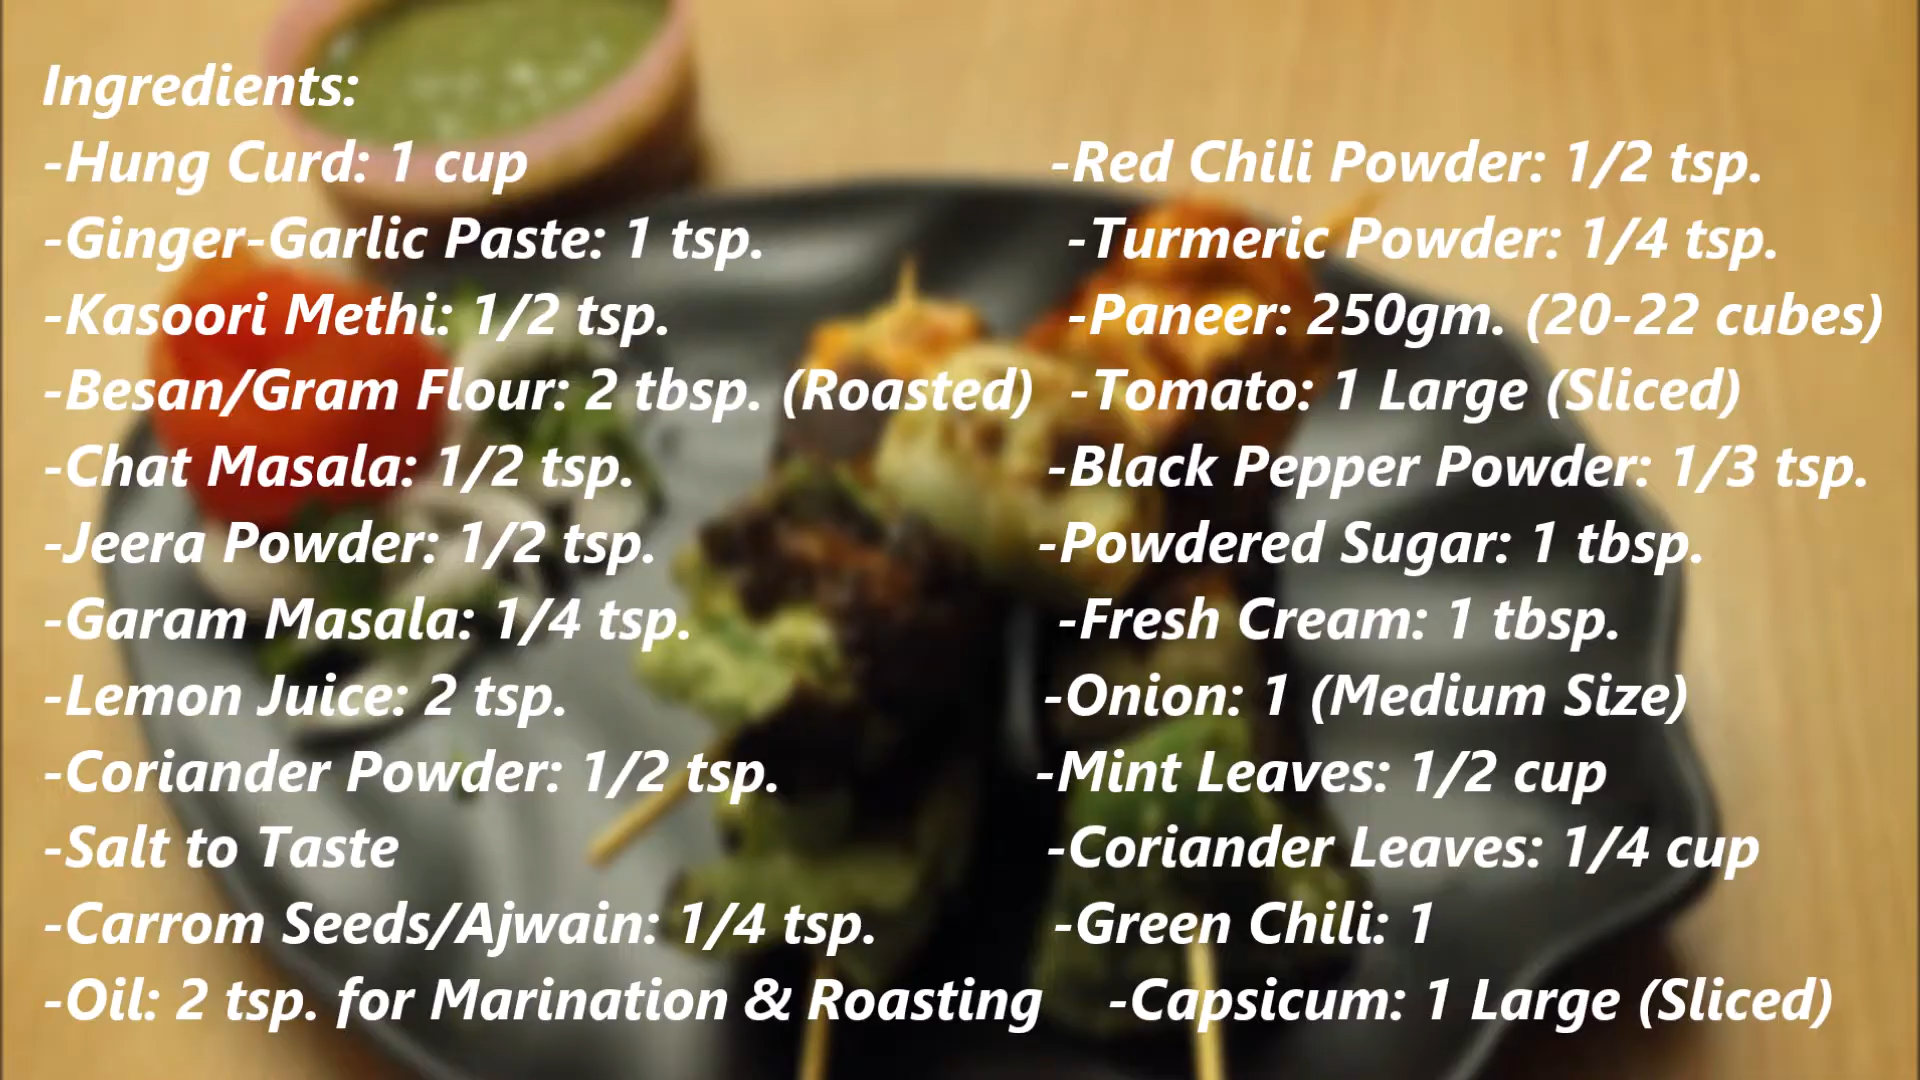 Ingredients:
-Hung Curd: 1 cup
-Ginger-Garlic Paste: 1 tsp.
-Kasoori Methi: 1/2 tsp.
-Besan/Gram Flour: 2 tbsp. (Roasted)
-Chat Masala: 1/2 tsp.
-Jeera Powder: 1/2 tsp.
-Garam Masala: 1/4 tsp.
-Lemon Juice: 2 tsp.
-Coriander Powder: 1/2 tsp.
-Salt to Taste
-Carrom Seeds/Ajwain: 1/4 tsp.
-Oil: 2 tsp. for Marination & Roasting
-Red Chili Powder: 1/2 tsp.
-Turmeric Powder: 1/4 tsp.
-Paneer: 250gm. (20-22 cubes)
-Tomato: 1 Large (Sliced)
-Black Pepper Powder: 1/3 tsp.
-Powdered Sugar: 1 tbsp.
-Fresh Cream: 1 tbsp.
-Onion: 1 (Medium Size)
-Mint Leaves: 1/2 cup
-Coriander Leaves: 1/4 cup
-Green Chili: 1
-Capsicum: 1 Large (Sliced)